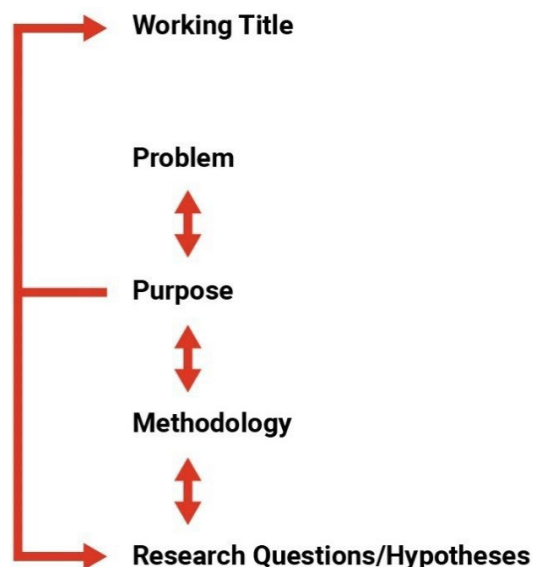 Working Title
Problem
Purpose
Methodology
Research Questions/Hypotheses